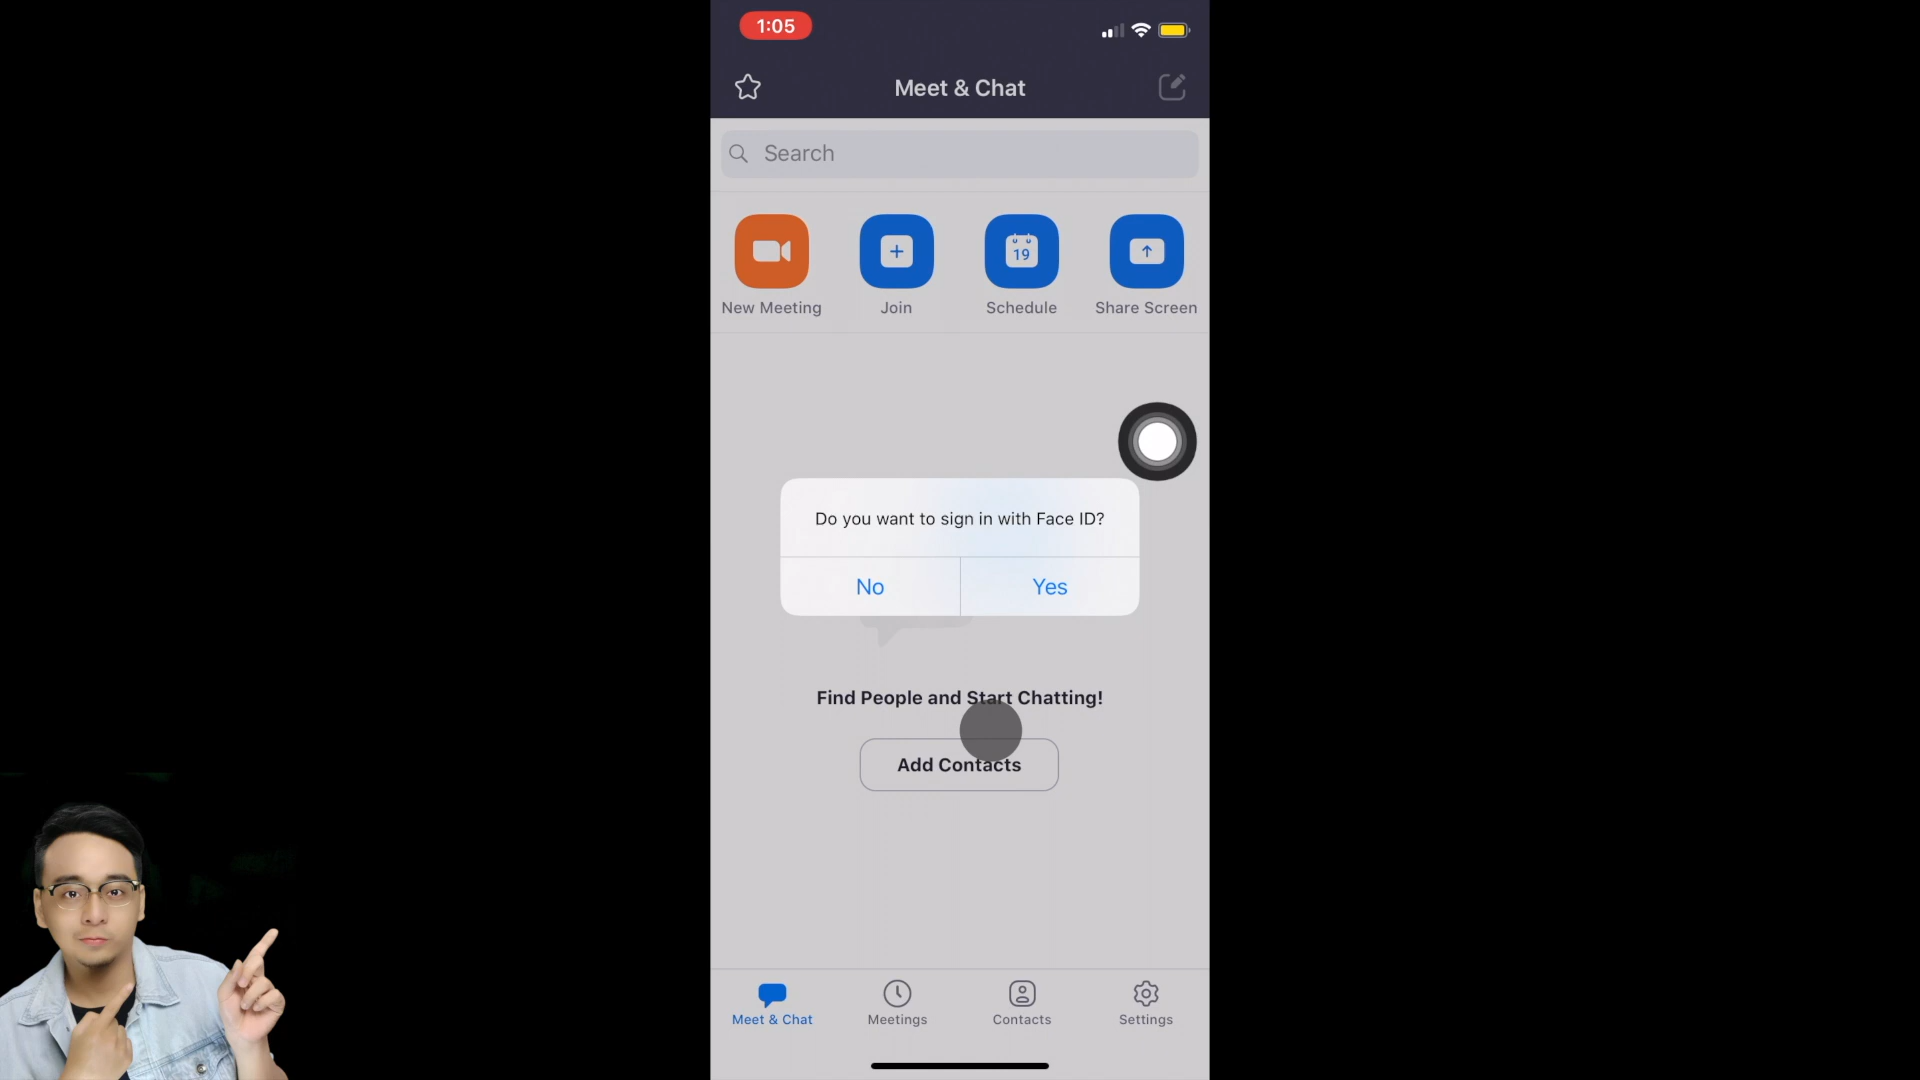 1:05
Meet & Chat
Search
19
New Meeting
Join
Schedule
Share Screen
Do you want to sign in with Face ID?
No
Yes
Find People and Start Chatting!
Add Contacts
Meet & Chat
Meetings
Contacts
Settings